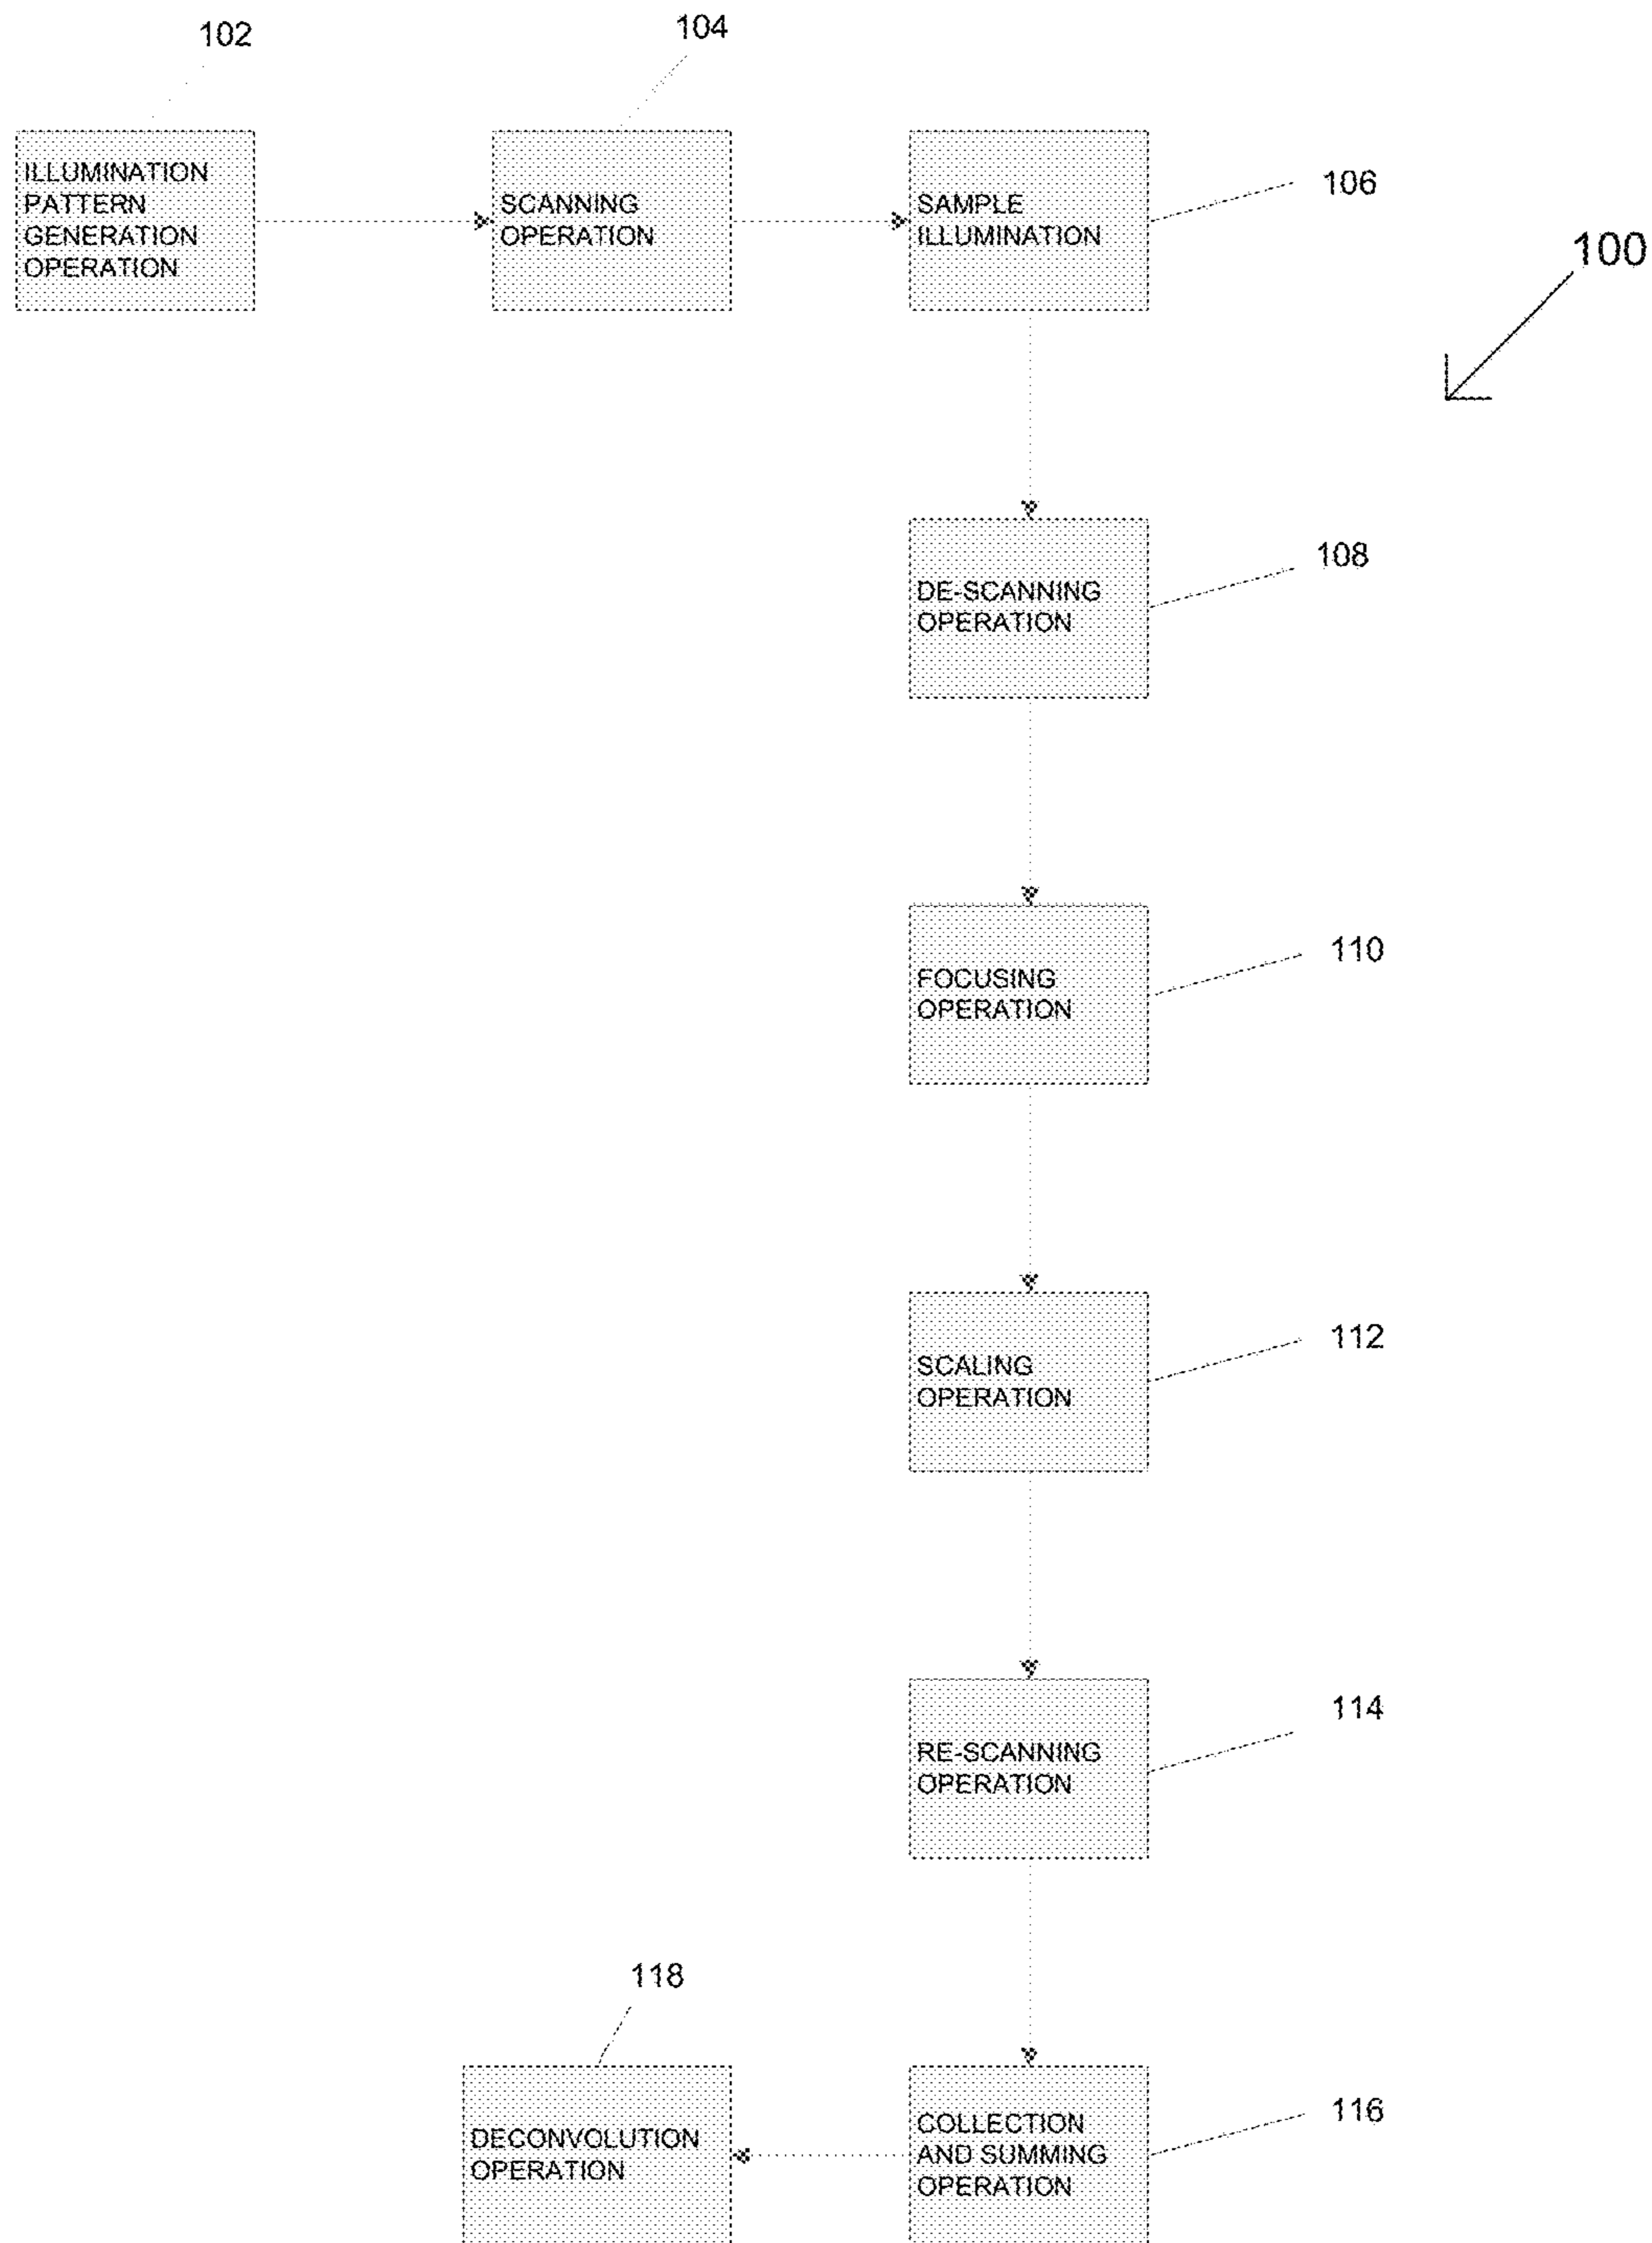 102
104
ILLUMINATION
PATTERN
GENERATION
OPERATION
SCANNING
OPERATION
SAMPLE
ILLUMINATION
106
100
DE-SCANNING
OPERATION
108
FOCUSING
OPERATION
110
SCALING
OPERATION
112
RE-SCANNING
OPERATION
114
118
DECONVOLUTION
OPERATION
COLLECTION
AND SUMMING
OPERATION
116